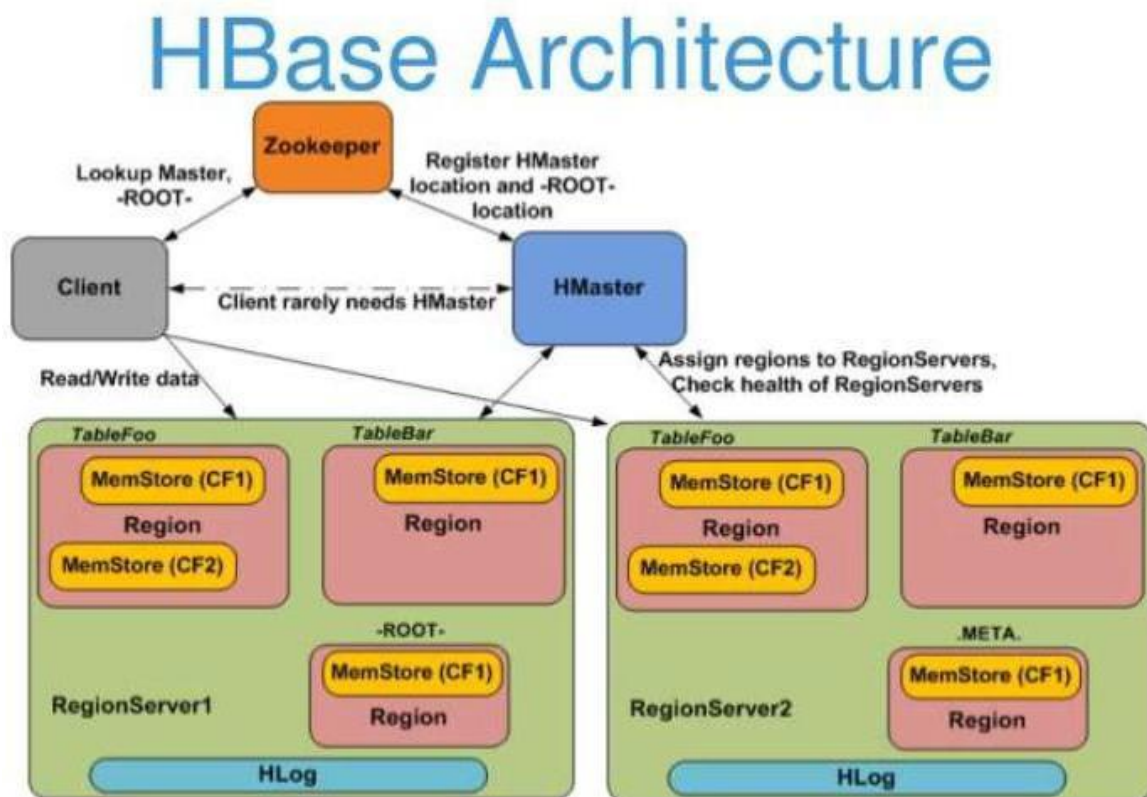 HBase Architecture
Zookeeper
Lookup Master,
-ROOT-
Register HMaster
location and -ROOT-
location
Client
Client rarely needs HMaster
HMaster
Read/Write data
Assign regions to RegionServers,
Check health of RegionServers
TableFoo
MemStore (CF1)
Region
MemStore (CF2)
TableBar
MemStore (CF1)
Region
-ROOT-
MemStore (CF1)
Region
RegionServer1
HLog
TableFoo
MemStore (CF1)
Region
MemStore (CF2)
TableBar
MemStore (CF1)
Region
.META.
MemStore (CF1)
Region
RegionServer2
HLog